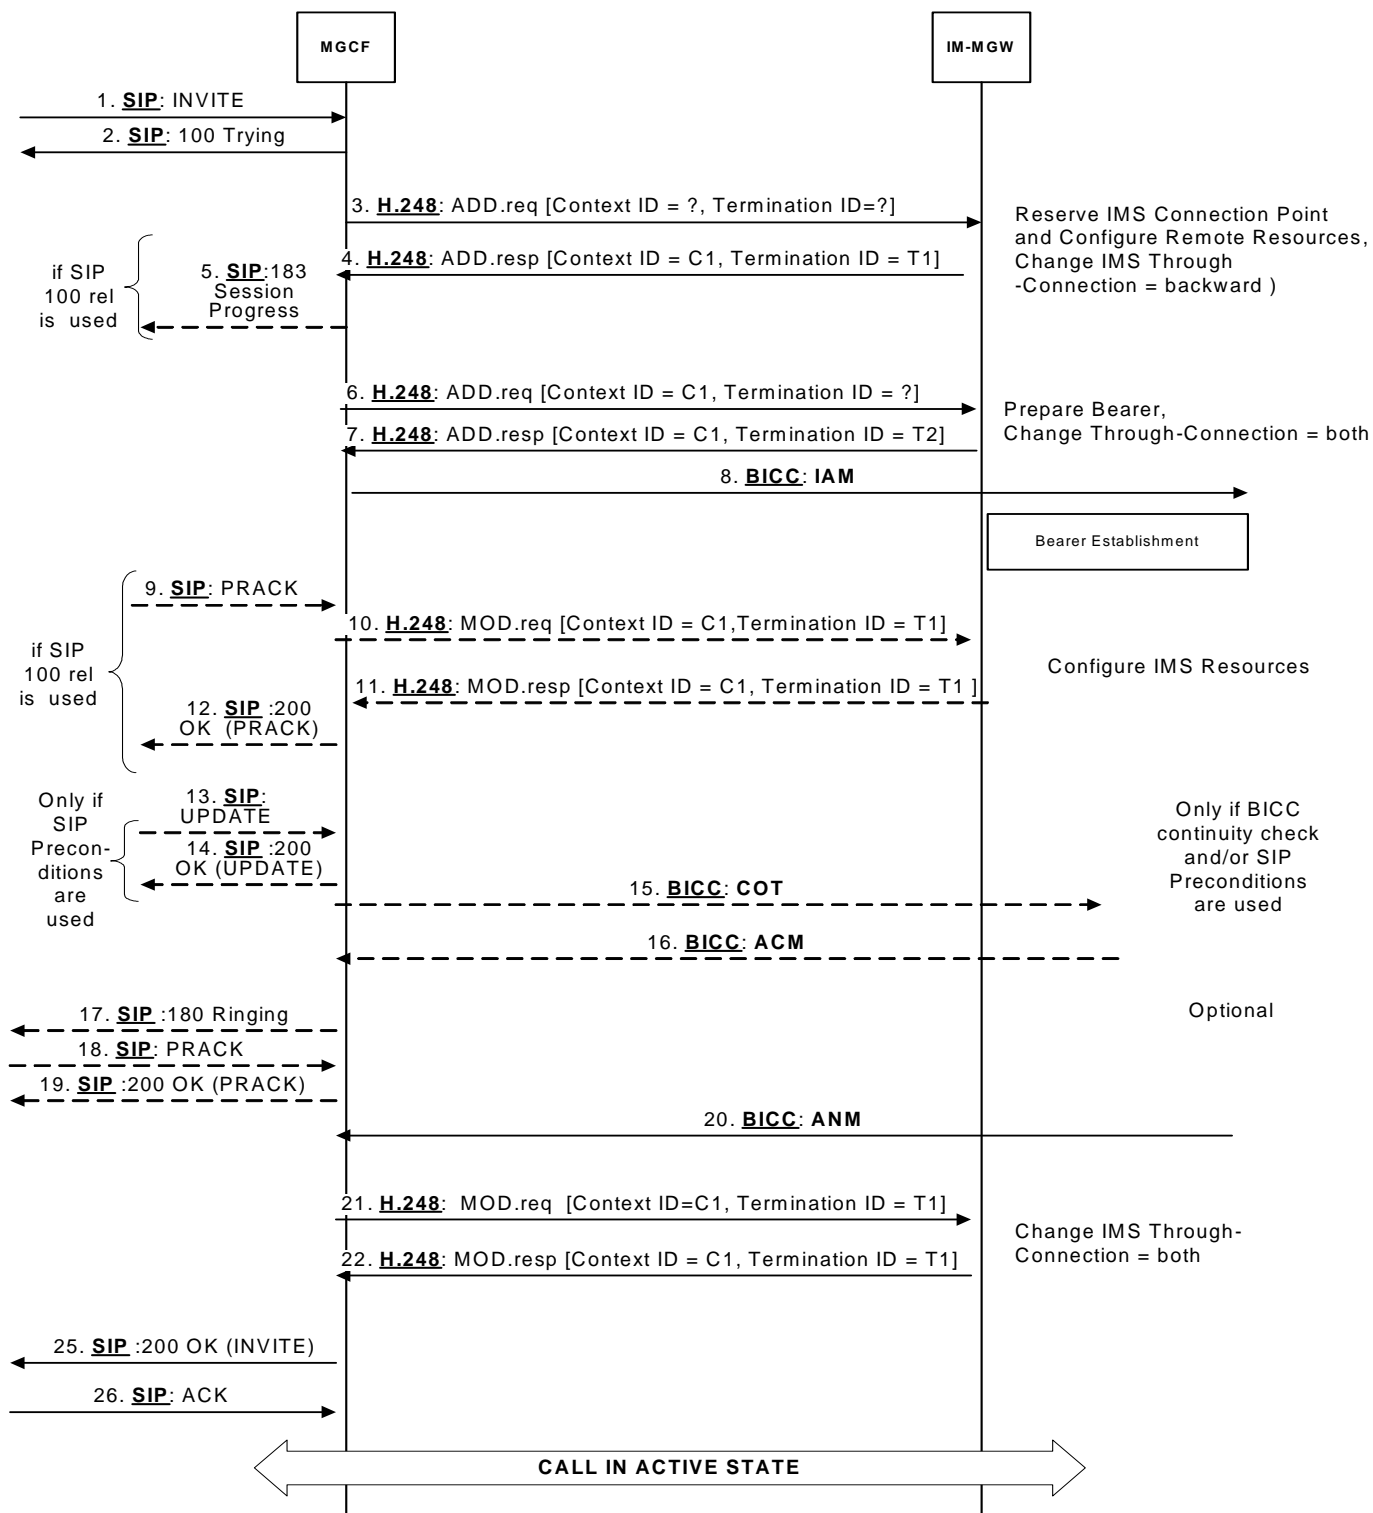 MGCF
IM-MGW
1. SIP: INVITE
2. SIP: 100 Trying
3. H.248: ADD.req [Context ID = ?, Termination ID=?]
Reserve IMS Connection Point
and Configure Remote Resources,
Change IMS Through
-Connection = backward )
4. H.248: ADD.resp [Context ID = C1, Termination ID = T1]
if SIP
100 rel
is used
5. SIP:183
Session
Progress
6. H.248: ADD.req [Context ID = C1, Termination ID = ?]
Prepare Bearer,
Change Through-Connection = both
7. H.248: ADD.resp [Context ID = C1, Termination ID = T2]
8. BICC: IAM
Bearer Establishment
9. SIP: PRACK
10. H.248: MOD.req [Context ID = C1,Termination ID = T1]
if SIP
100 rel
is used
Configure IMS Resources
11. H.248: MOD.resp [Context ID = C1, Termination ID = T1 ]
12. SIP :200
OK (PRACK)
Only if
SIP
Precon-
ditions
are
used
13. SIP:
UPDATE
14. SIP :200
OK (UPDATE)
Only if BICC
continuity check
and/or SIP
Preconditions
are used
15. BICC: COT
16. BICC: ACM
17. SIP :180 Ringing
Optional
18. SIP: PRACK
19. SIP :200 OK (PRACK)
20. BICC: ANM
21. H.248: MOD.req [Context ID=C1, Termination ID = T1]
Change IMS Through-
Connection = both
22. H.248: MOD.resp [Context ID = C1, Termination ID = T1]
25. SIP :200 OK (INVITE)
26. SIP: ACK
CALL IN ACTIVE STATE